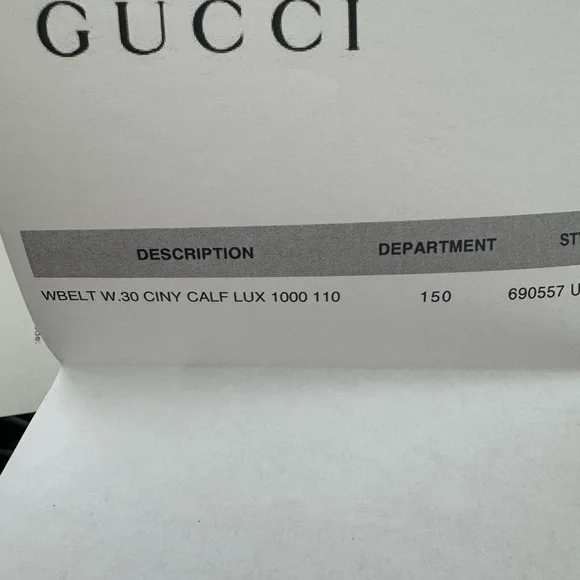 GUCCI
DESCRIPTION DEPARTMENT
WBELT W.30 CINY CALF LUX 1000 110 150 690557